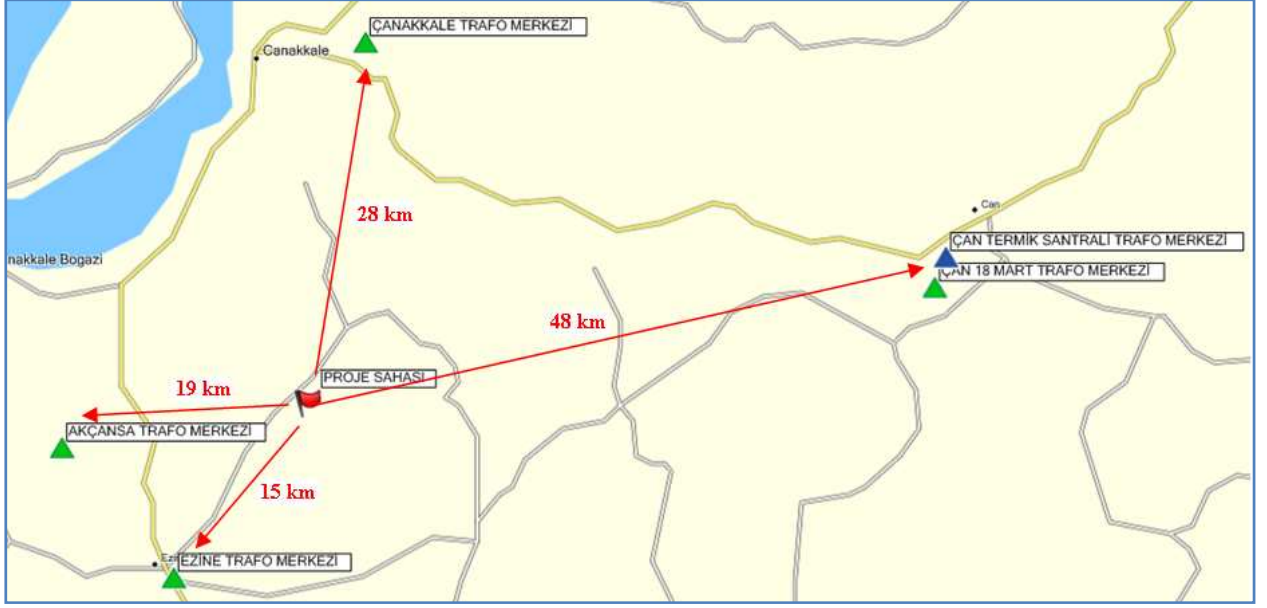 ÇANAKKALE TRAFO MERKEZİ
Canakkale
28 km
Can
ÇAN TERMİK SANTRALİ TRAFO MERKEZİ
nakkale Bogazi
ÇAN 18 MART TRAFO MERKEZİ
48 km
PROJE SAHASI
19 km
AKÇANSA TRAFO MERKEZİ
15 km
EZİNE TRAFO MERKEZİ